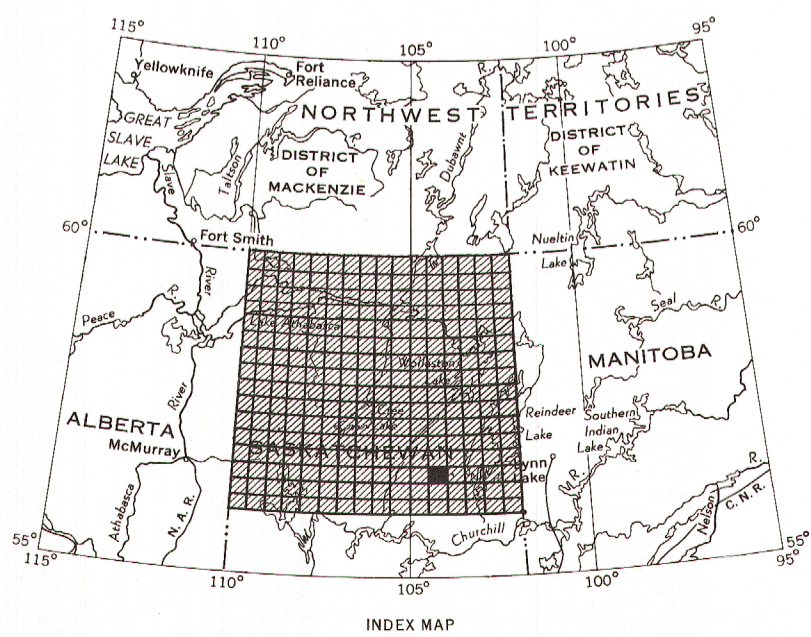 115°
110°
105°
100°
95°
Yellowknife
Fort
Reliance
NORTHWEST TERRITORIES
GREAT
SLAVE
LAKE
Slave
Taltson
DISTRICT
OF
MACKENZIE
Dubawnt
R.
DISTRICT
OF
KEEWATIN
60°
60°
Fort Smith
River
Nueltin
Lake
Peace
R.
Lake Athabasca
Seal R.
Wollaston
Lake
MANITOBA
River
Cree
Lake
Reindeer
Lake
Southern
Indian
Lake
ALBERTA
McMurray
SASKATCHEWAN
Lynn
Lake
R.
R.
Athabasca
N. A. R.
Churchill
Nelson
C.N.R.
55°
115°
110°
105°
100°
55°
95°
INDEX MAP